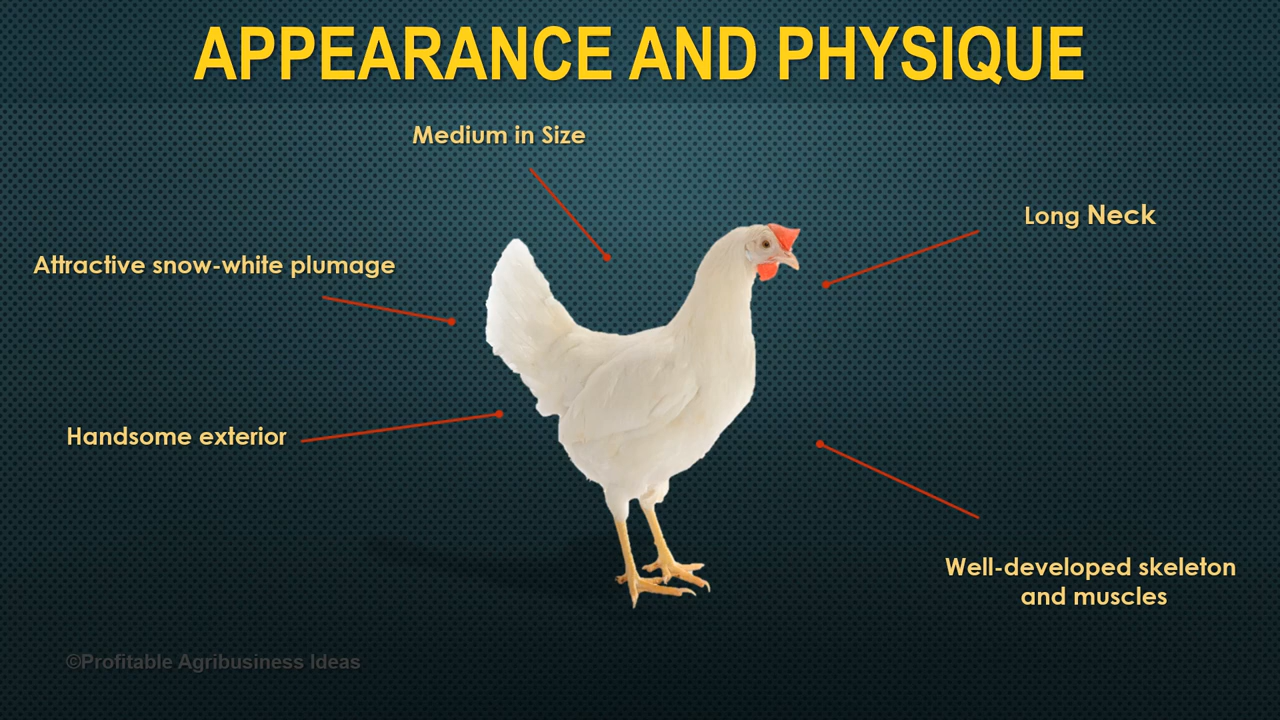 APPEARANCE AND PHYSIQUE
Medium in Size
Long Neck
Attractive snow-white plumage
Handsome exterior
Well-developed skeleton
and muscles
©Profitable Agribusiness Ideas